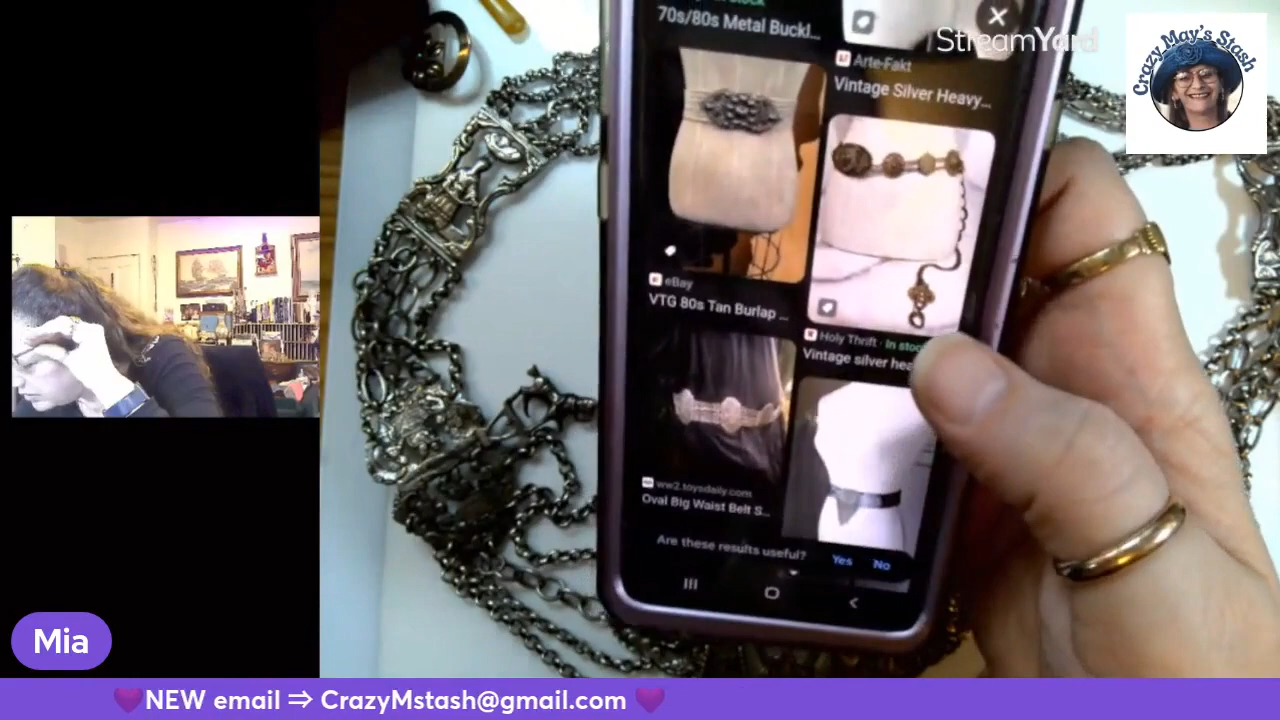 70s/80s Metal Buckl...
StreamYard
Arte-Fakt
Vintage Silver Heavy...
Crazy May's Stash
eBay
VTG 80s Tan Burlap ...
Holy Thrift · In stock
Vintage silver hea
ww2.toysdaily.com
Oval Big Waist Belt S...
Are these results useful? Yes No
Mia
NEW email ⇒ CrazyMstash@gmail.com